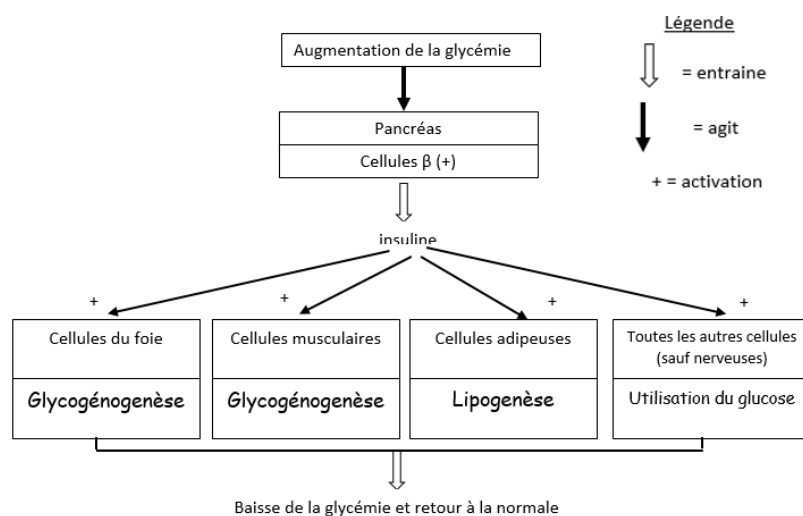 Légende
Augmentation de la glycémie
= entraine
Pancréas
= agit
Cellules β (+)
+ = activation
insuline
+
+
+
+
Cellules du foie
Cellules musculaires
Cellules adipeuses
Toutes les autres cellules
(sauf nerveuses)
Glycogénogenèse
Glycogénogenèse
Lipogenèse
Utilisation du glucose
Baisse de la glycémie et retour à la normale